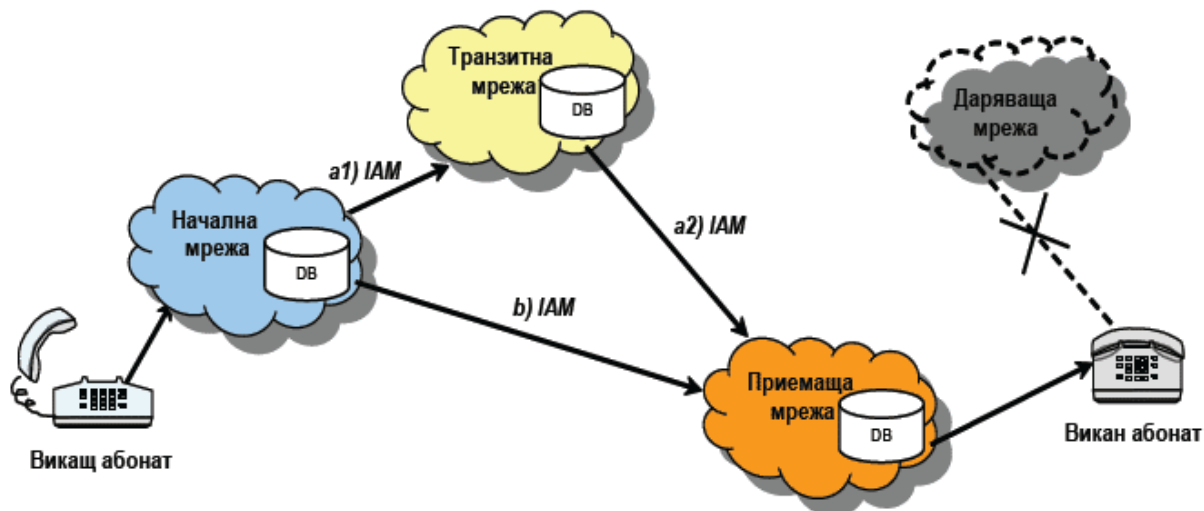 Транзитна
мрежа
DB
Даряваща
мрежа
a1) IAM
Начална
мрежа
DB
a2) IAM
b) IAM
Приемаща
мрежа
DB
Викащ абонат
Викан абонат